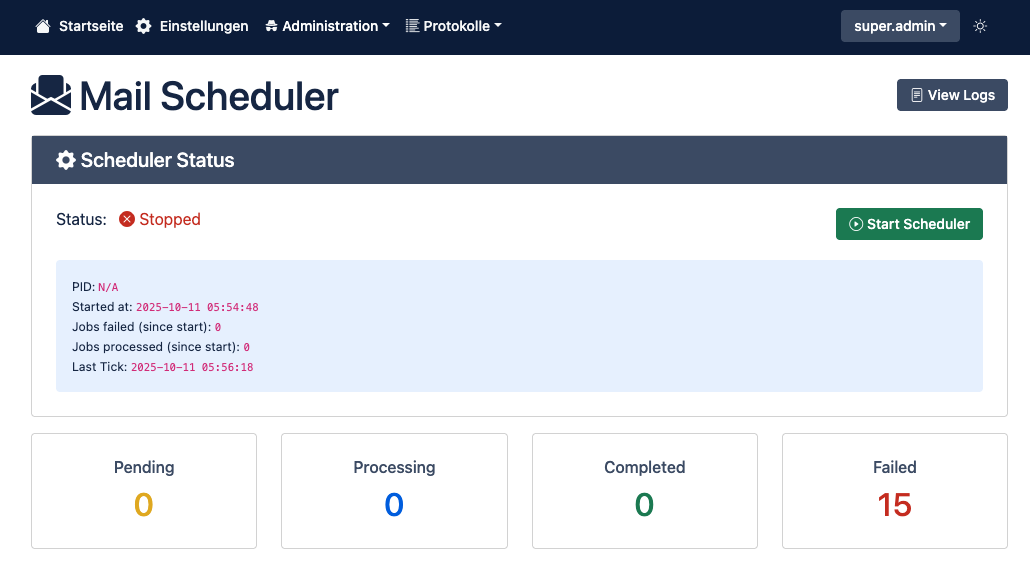 Startseite Einstellungen Administration Protokolle super.admin
Mail Scheduler
View Logs
Scheduler Status
Status: Stopped
Start Scheduler
PID: N/A
Started at: 2025-10-11 05:54:48
Jobs failed (since start): 0
Jobs processed (since start): 0
Last Tick: 2025-10-11 05:56:18
Pending Processing Completed Failed
0 0 0 15